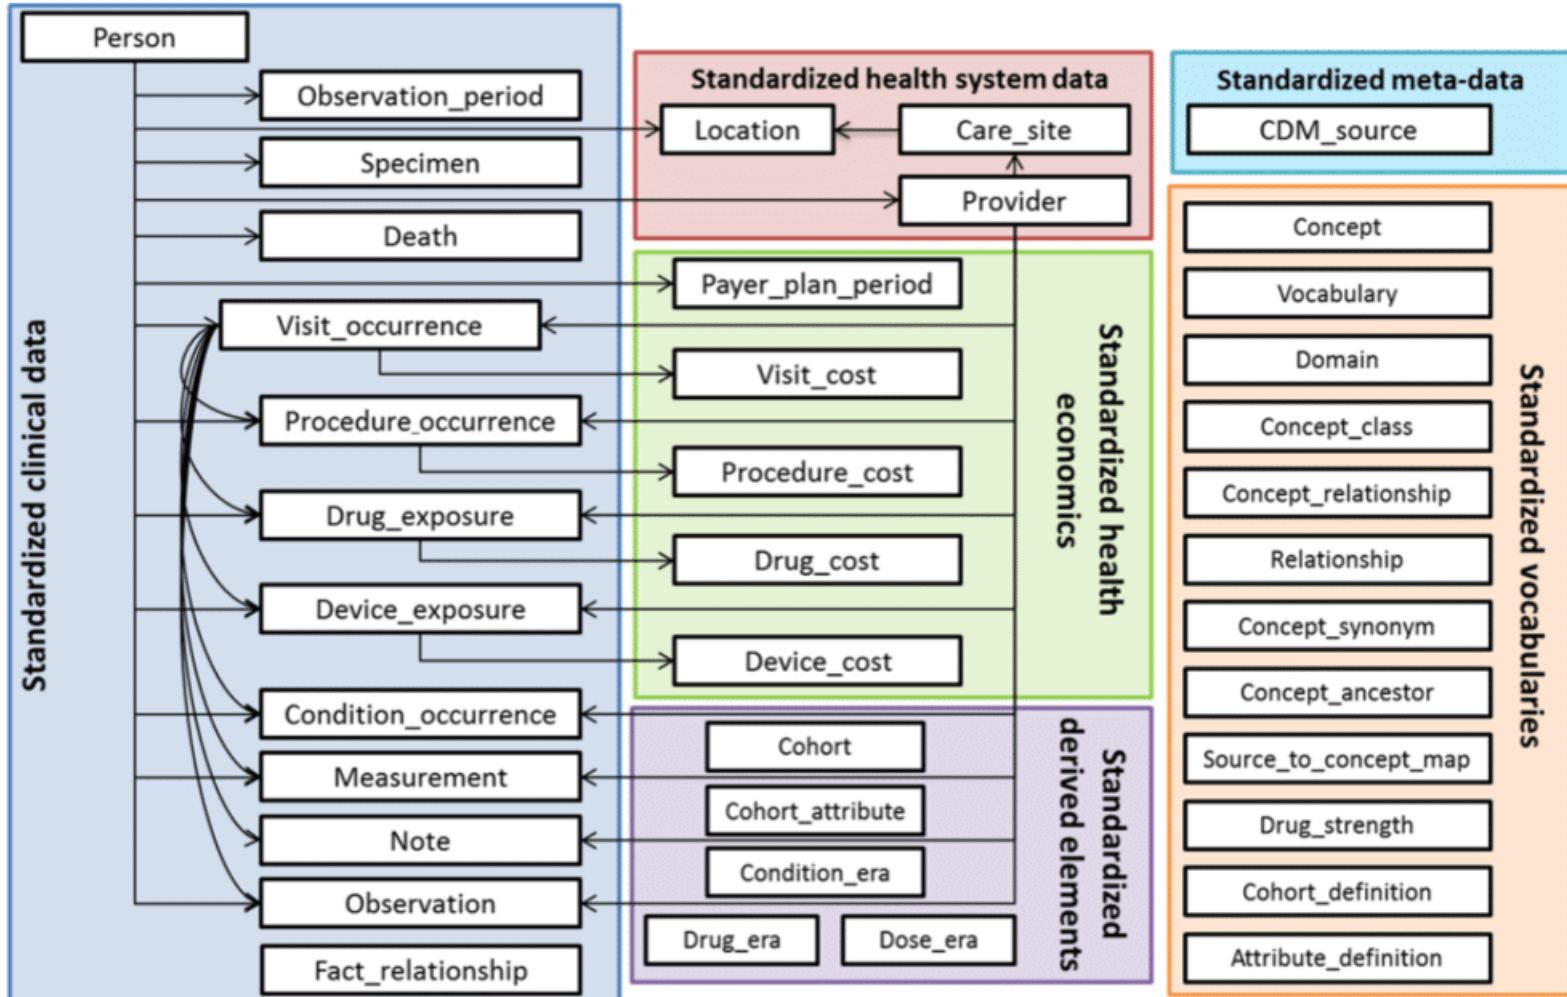 Standardized clinical data
Person
Observation_period
Specimen
Death
Visit_occurrence
Procedure_occurrence
Drug_exposure
Device_exposure
Condition_occurrence
Measurement
Note
Observation
Fact_relationship
Standardized health system data
Location
Care_site
Provider
Standardized health
economics
Payer_plan_period
Visit_cost
Procedure_cost
Drug_cost
Device_cost
Standardized
derived elements
Cohort
Cohort_attribute
Condition_era
Drug_era
Dose_era
Standardized meta-data
CDM_source
Standardized vocabularies
Concept
Vocabulary
Domain
Concept_class
Concept_relationship
Relationship
Concept_synonym
Concept_ancestor
Source_to_concept_map
Drug_strength
Cohort_definition
Attribute_definition